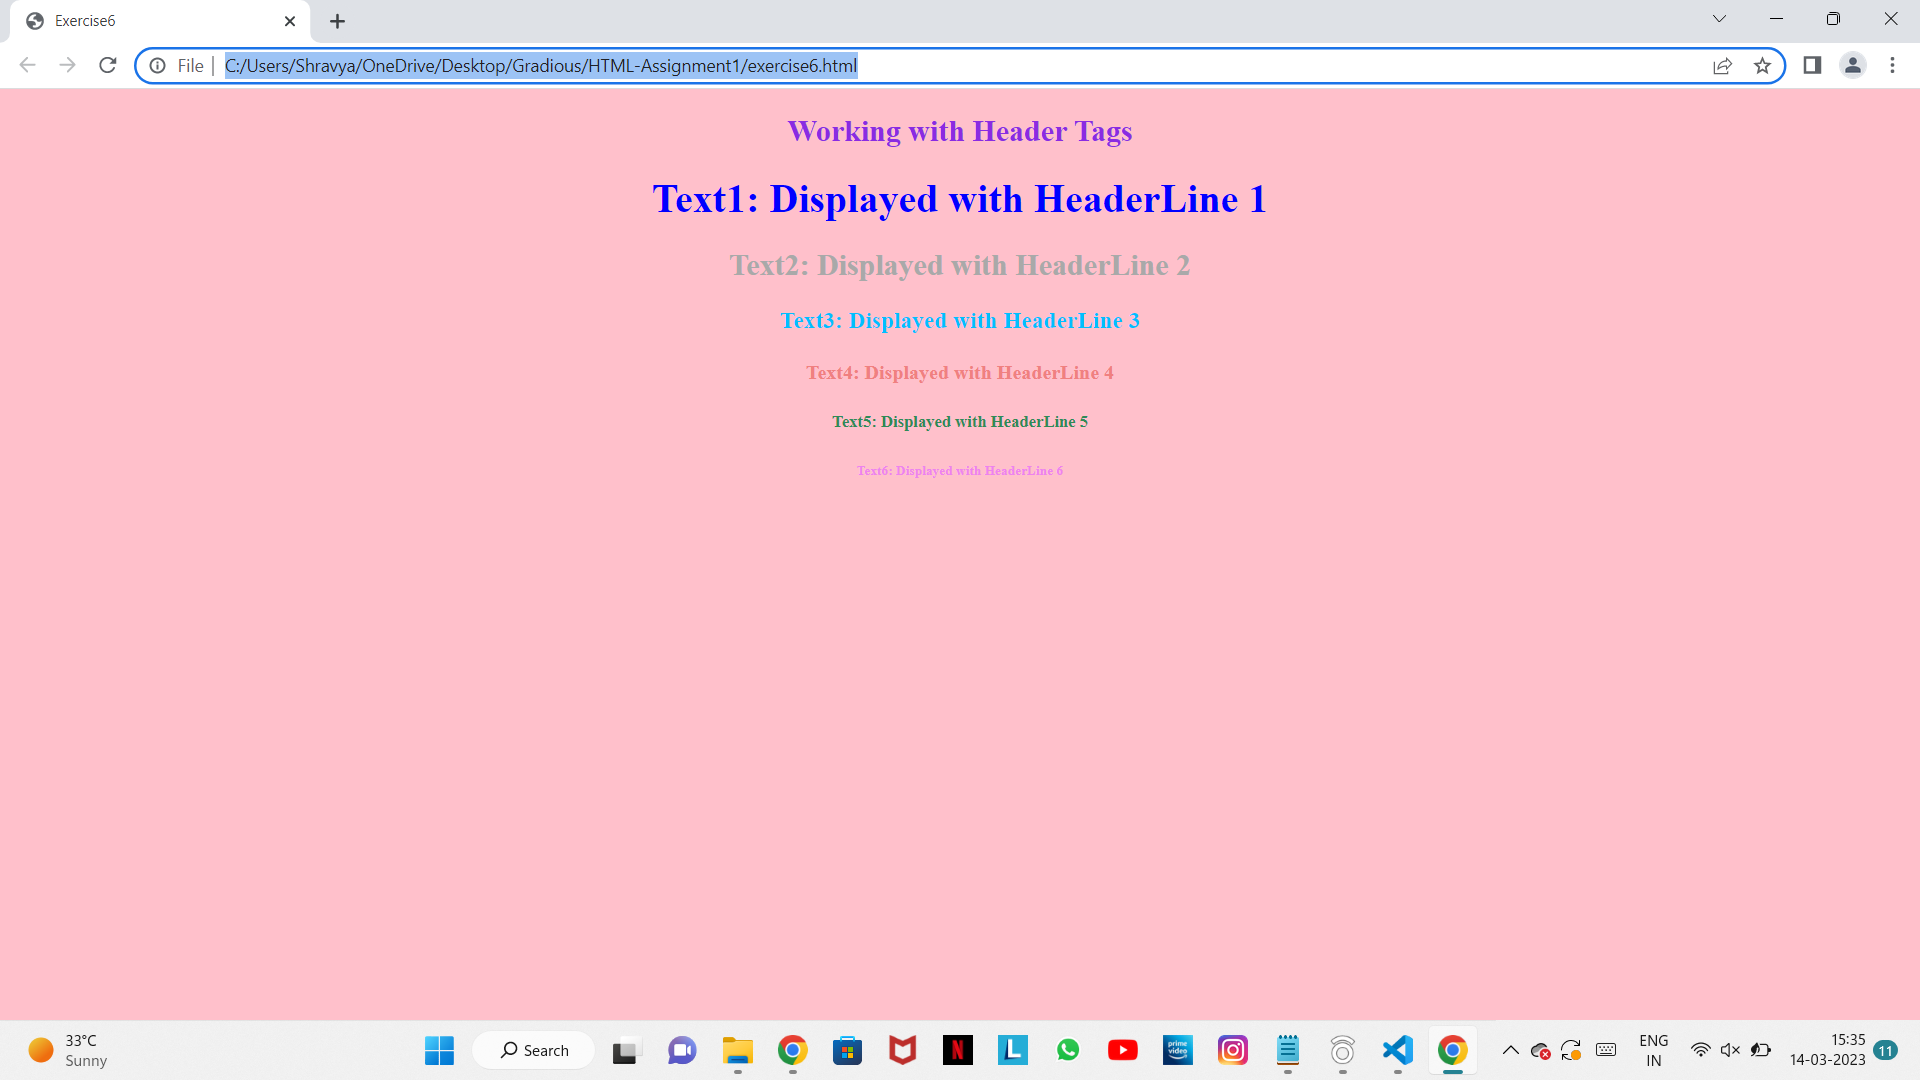 Exercise6
File
C:/Users/Shravya/OneDrive/Desktop/Gradious/HTML-Assignment1/exercise6.html
Working with Header Tags
Text1: Displayed with HeaderLine 1
Text2: Displayed with HeaderLine 2
Text3: Displayed with HeaderLine 3
Text4: Displayed with HeaderLine 4
Text5: Displayed with HeaderLine 5
Text6: Displayed with HeaderLine 6
33°C
Sunny
Search
N
L
prime
video
ENG
IN
15:35
14-03-2023
11